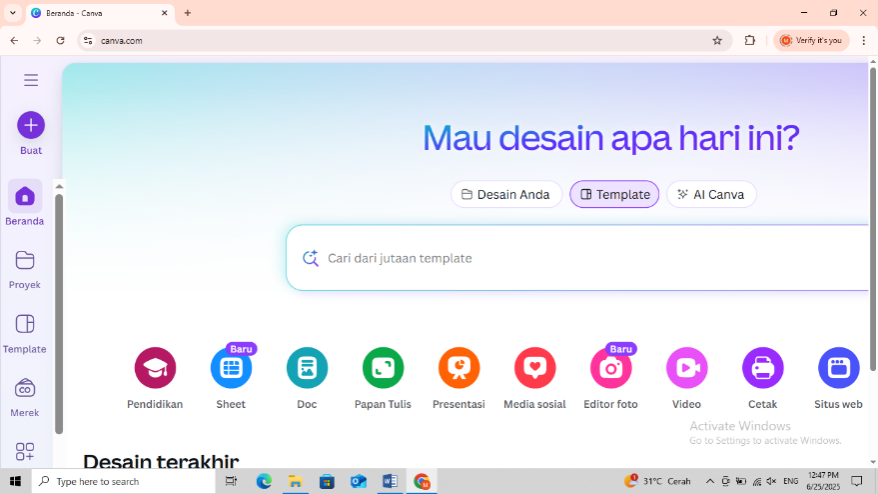 Beranda - Canva
canva.com
Verify it's you
Buat
Beranda
Proyek
Template
Merek
Mau desain apa hari ini?
Desain Anda
Template
AI Canva
Cari dari jutaan template
Baru
Baru
Pendidikan
Sheet
Doc
Papan Tulis
Presentasi
Media sosial
Editor foto
Video
Cetak
Situs web
Activate Windows
Go to Settings to activate Windows.
Desain terakhir
Type here to search
1
31°C Cerah
ENG
12:47 PM
6/25/2025